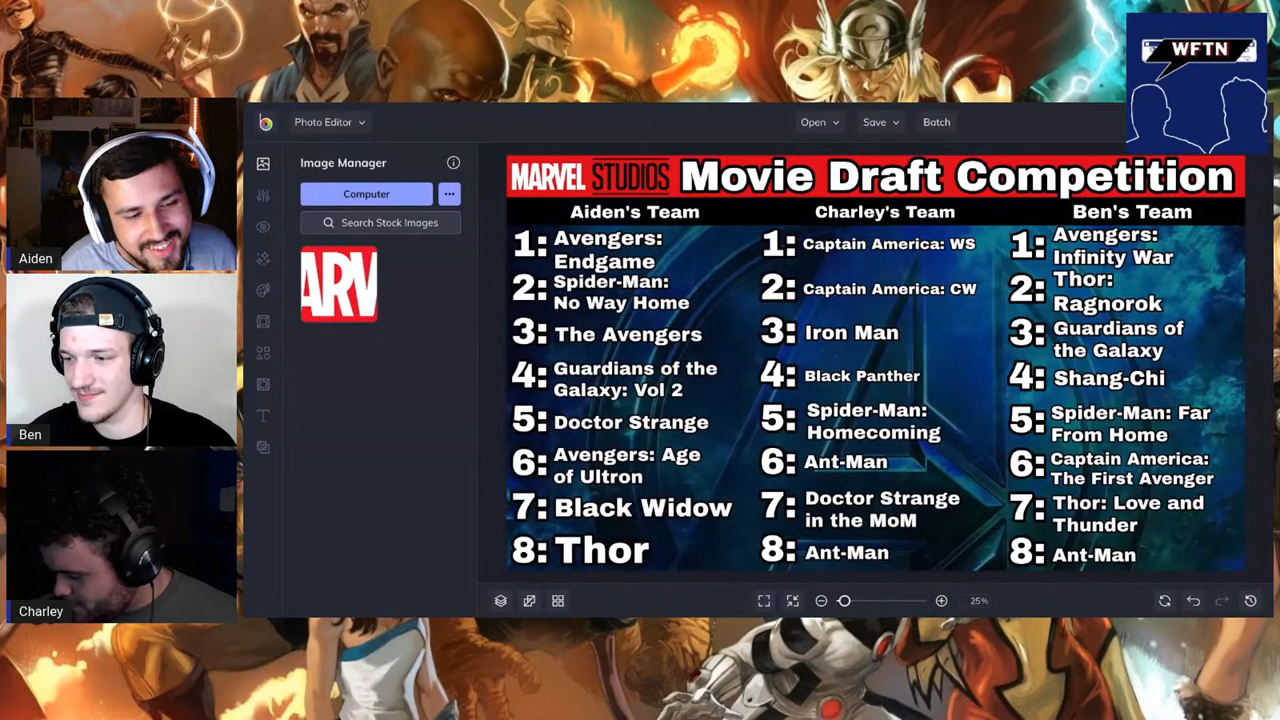 WFTN
Photo Editor
Open
Save
Batch
Image Manager
Computer
Search Stock Images
ARV
MARVEL STUDIOS Movie Draft Competition
Aiden's Team
1: Avengers:
Endgame
2: Spider-Man:
No Way Home
3: The Avengers
4: Guardians of the
Galaxy: Vol 2
5: Doctor Strange
6: Avengers: Age
of Ultron
7: Black Widow
8: Thor
Charley's Team
1: Captain America: WS
2: Captain America: CW
3: Iron Man
4: Black Panther
5: Spider-Man:
Homecoming
6: Ant-Man
7: Doctor Strange
in the MoM
8: Ant-Man
Ben's Team
1: Avengers:
Infinity War
2: Thor:
Ragnorok
3: Guardians of
the Galaxy
4: Shang-Chi
5: Spider-Man: Far
From Home
6: Captain America:
The First Avenger
7: Thor: Love and
Thunder
8: Ant-Man
25%
Aiden
Ben
Charley